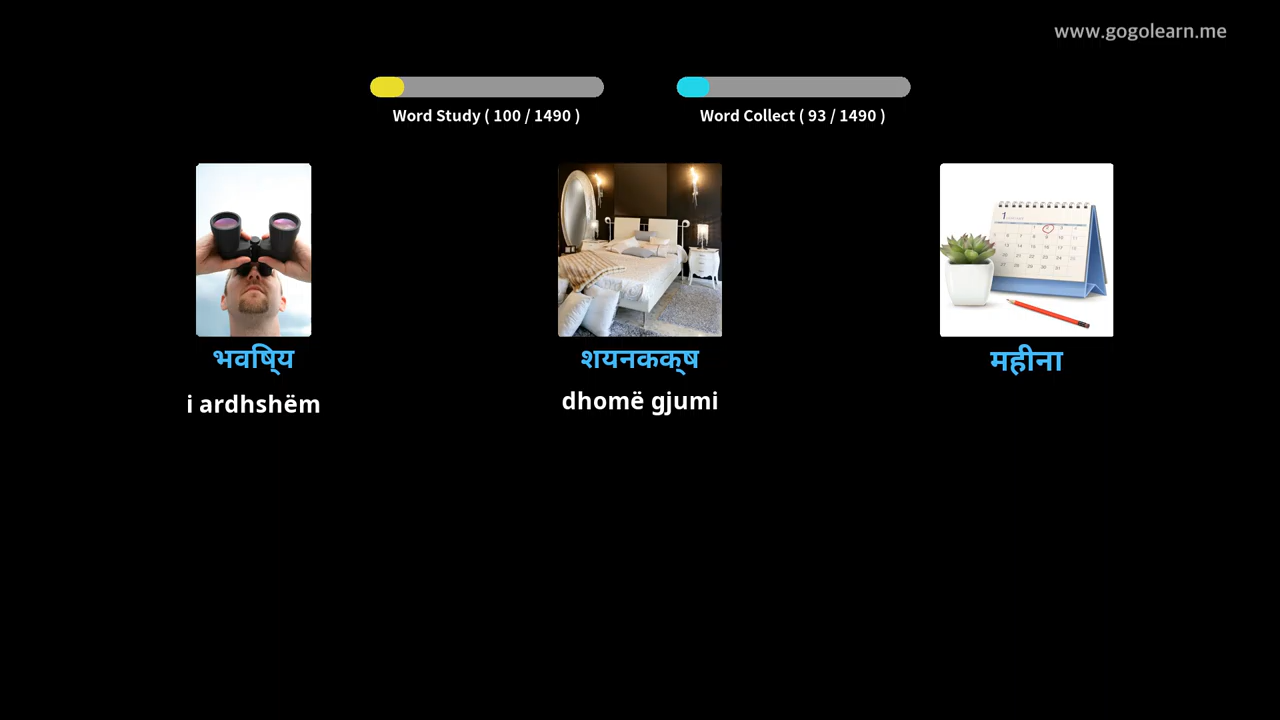 www.gogolearn.me
Word Study ( 100 / 1490 )
Word Collect ( 93 / 1490 )
भविष्य
शयनकक्ष
महीना
i ardhshëm
dhomë gjumi